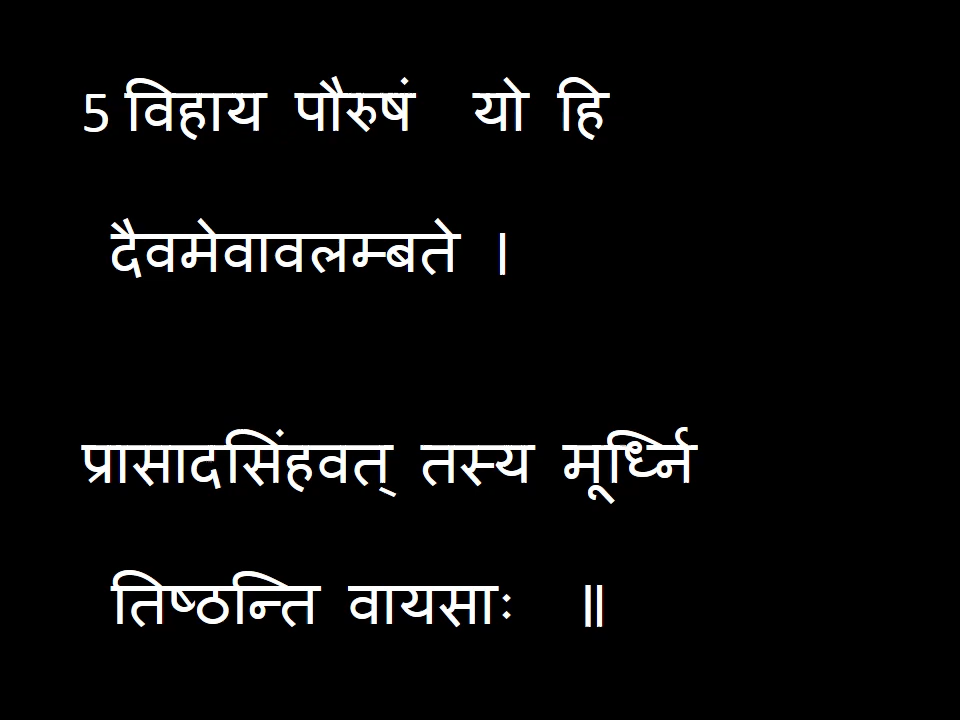 5 विहाय पौरुषं यो हि
दैवमेवावलम्बते ।
प्रासादसिंहवत् तस्य मूर्ध्नि
तिष्ठन्ति वायसाः ॥